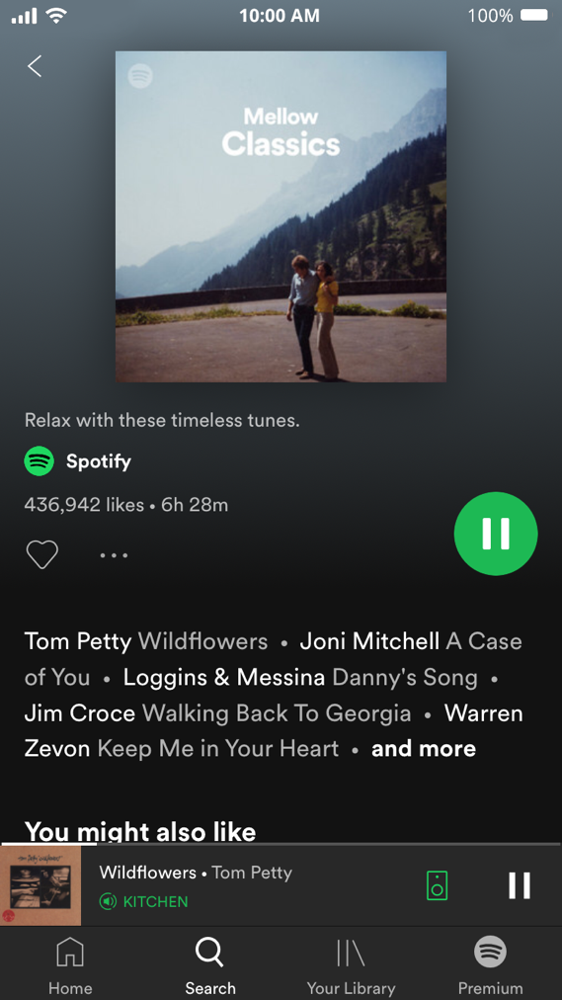 10:00 AM
100%
Mellow
Classics
Relax with these timeless tunes.
Spotify
436,942 likes • 6h 28m
Tom Petty Wildflowers • Joni Mitchell A Case
of You • Loggins & Messina Danny's Song •
Jim Croce Walking Back To Georgia • Warren
Zevon Keep Me in Your Heart • and more
You might also like
Wildflowers • Tom Petty
KITCHEN
Home
Search
Your Library
Premium